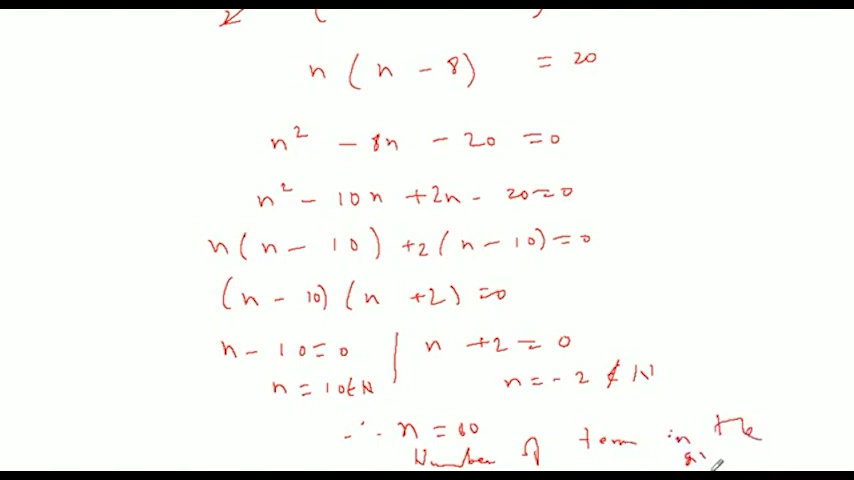 n ( n - 8 ) = 20
n² - 8n - 20 = 0
n² - 10n + 2n - 20 = 0
n ( n - 10 ) + 2 ( n - 10 ) = 0
( n - 10 ) ( n + 2 ) = 0
n - 10 = 0 | n + 2 = 0
n = 10 ∈ N n = - 2 ∉ N
∴ n = 10
Number of term in the